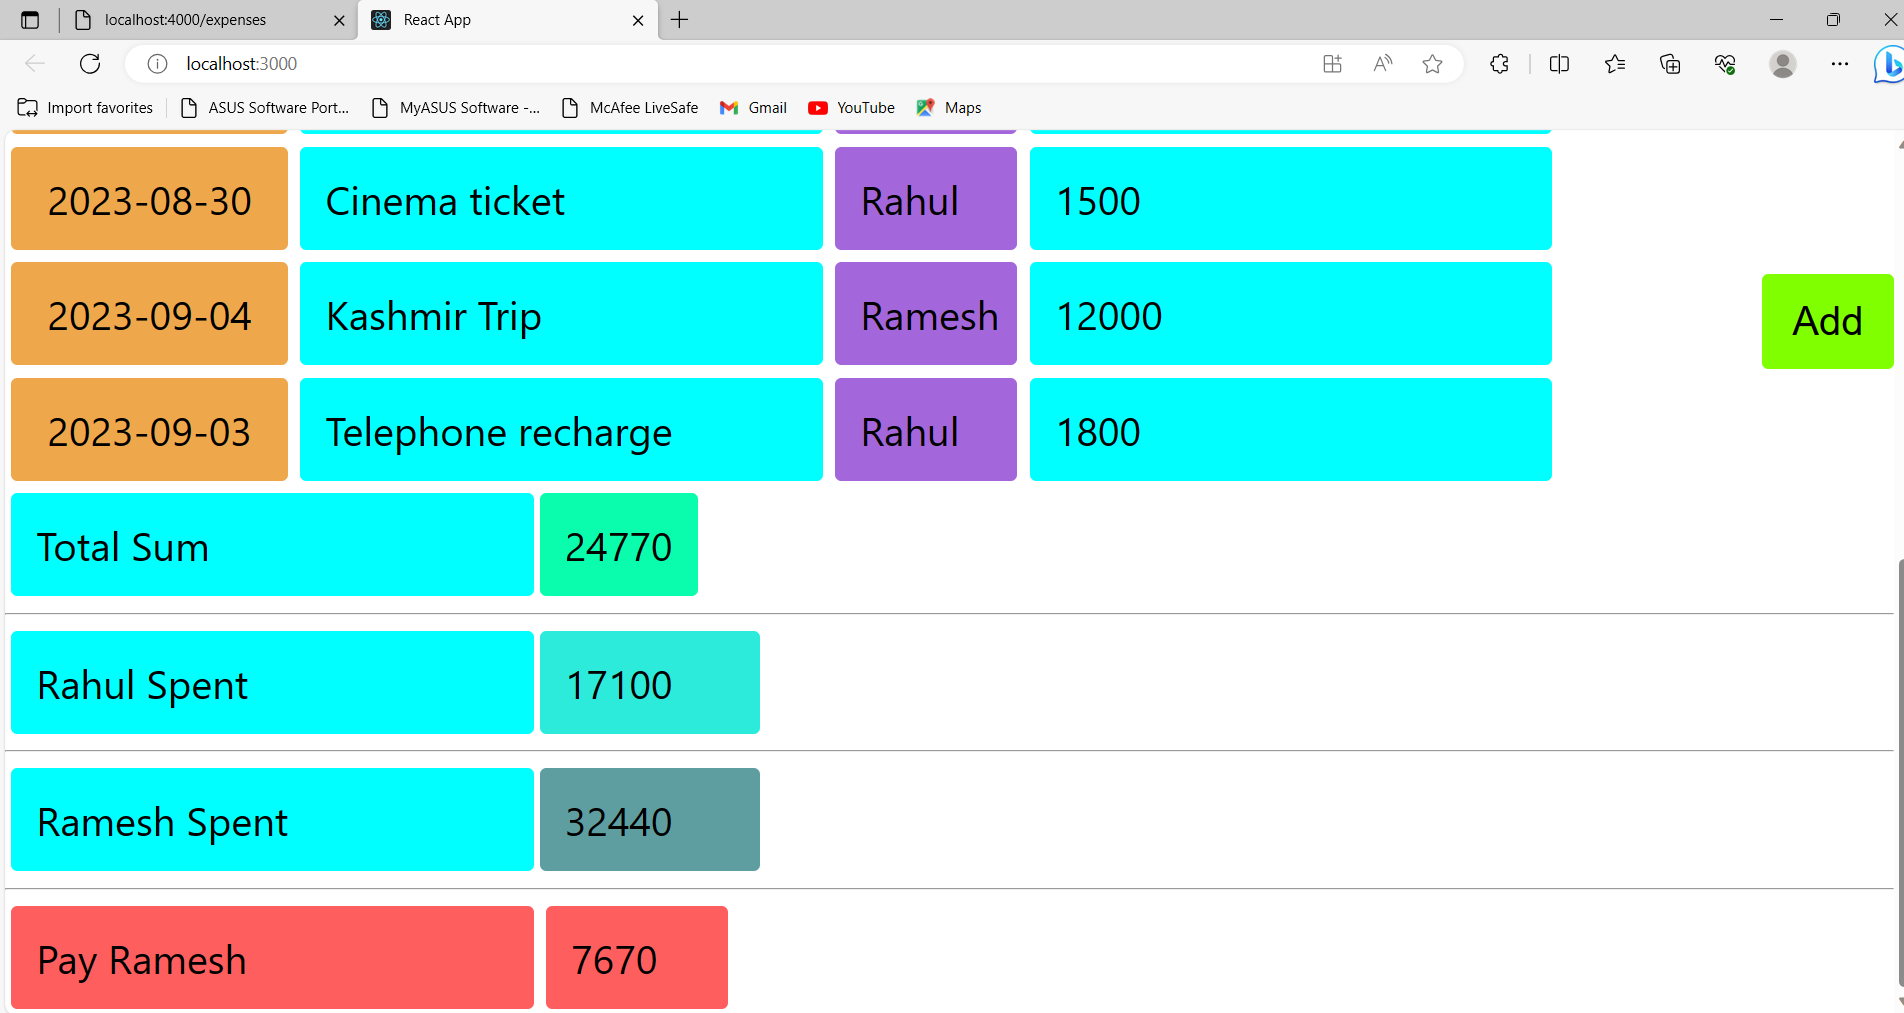 localhost:4000/expenses
React App
localhost:3000
Import favorites
ASUS Software Port...
MyASUS Software -...
McAfee LiveSafe
Gmail
YouTube
Maps
2023-08-30 Cinema ticket Rahul 1500
2023-09-04 Kashmir Trip Ramesh 12000
Add
2023-09-03 Telephone recharge Rahul 1800
Total Sum 24770
Rahul Spent 17100
Ramesh Spent 32440
Pay Ramesh 7670